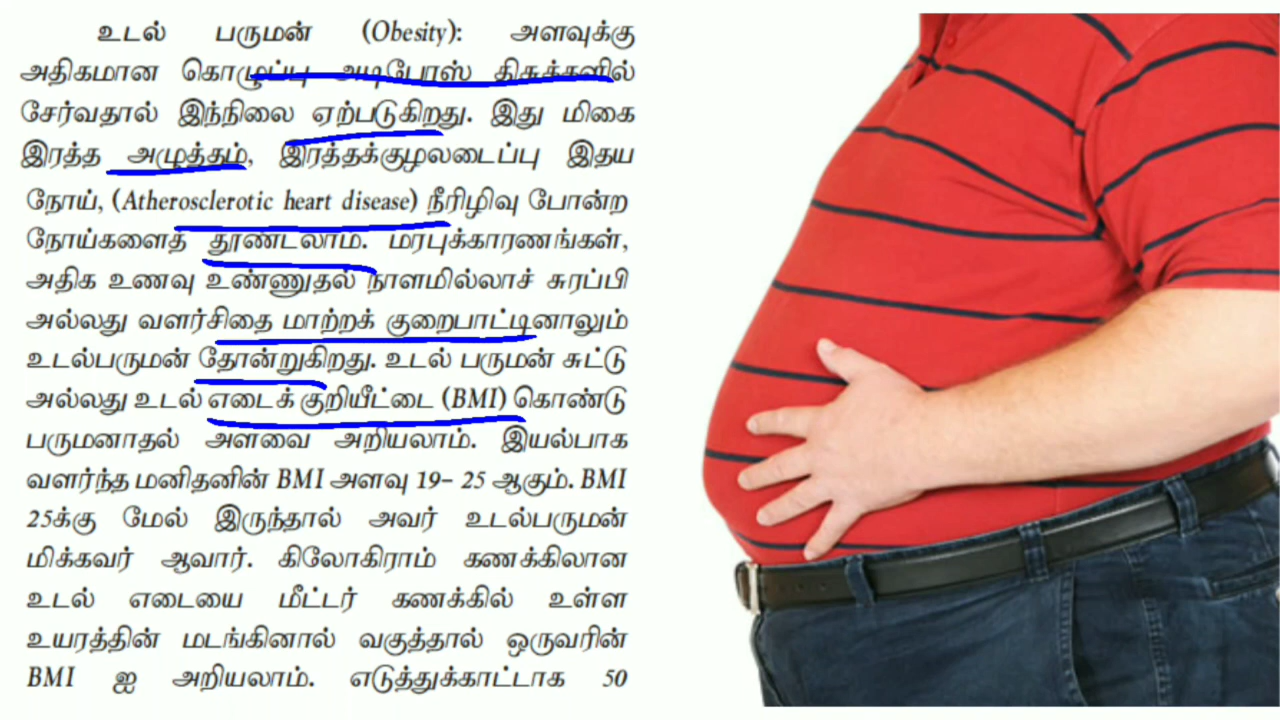 உடல் பருமன் (Obesity): அளவுக்கு
அதிகமான கொழுப்பு அடிபோஸ் திசுக்களில்
சேர்வதால் இந்நிலை ஏற்படுகிறது. இது மிகை
இரத்த அழுத்தம், இரத்தக்குழலடைப்பு இதய
நோய், (Atherosclerotic heart disease) நீரிழிவு போன்ற
நோய்களைத் தூண்டலாம். மரபுக்காரணங்கள்,
அதிக உணவு உண்ணுதல் நாளமில்லாச் சுரப்பி
அல்லது வளர்சிதை மாற்றக் குறைபாட்டினாலும்
உடல்பருமன் தோன்றுகிறது. உடல் பருமன் சுட்டு
அல்லது உடல் எடைக் குறியீட்டை (BMI) கொண்டு
பருமனாதல் அளவை அறியலாம். இயல்பாக
வளர்ந்த மனிதனின் BMI அளவு 19– 25 ஆகும். BMI
25க்கு மேல் இருந்தால் அவர் உடல்பருமன்
மிக்கவர் ஆவார். கிலோகிராம் கணக்கிலான
உடல் எடையை மீட்டர் கணக்கில் உள்ள
உயரத்தின் மடங்கினால் வகுத்தால் ஒருவரின்
BMI ஐ அறியலாம். எடுத்துக்காட்டாக 50